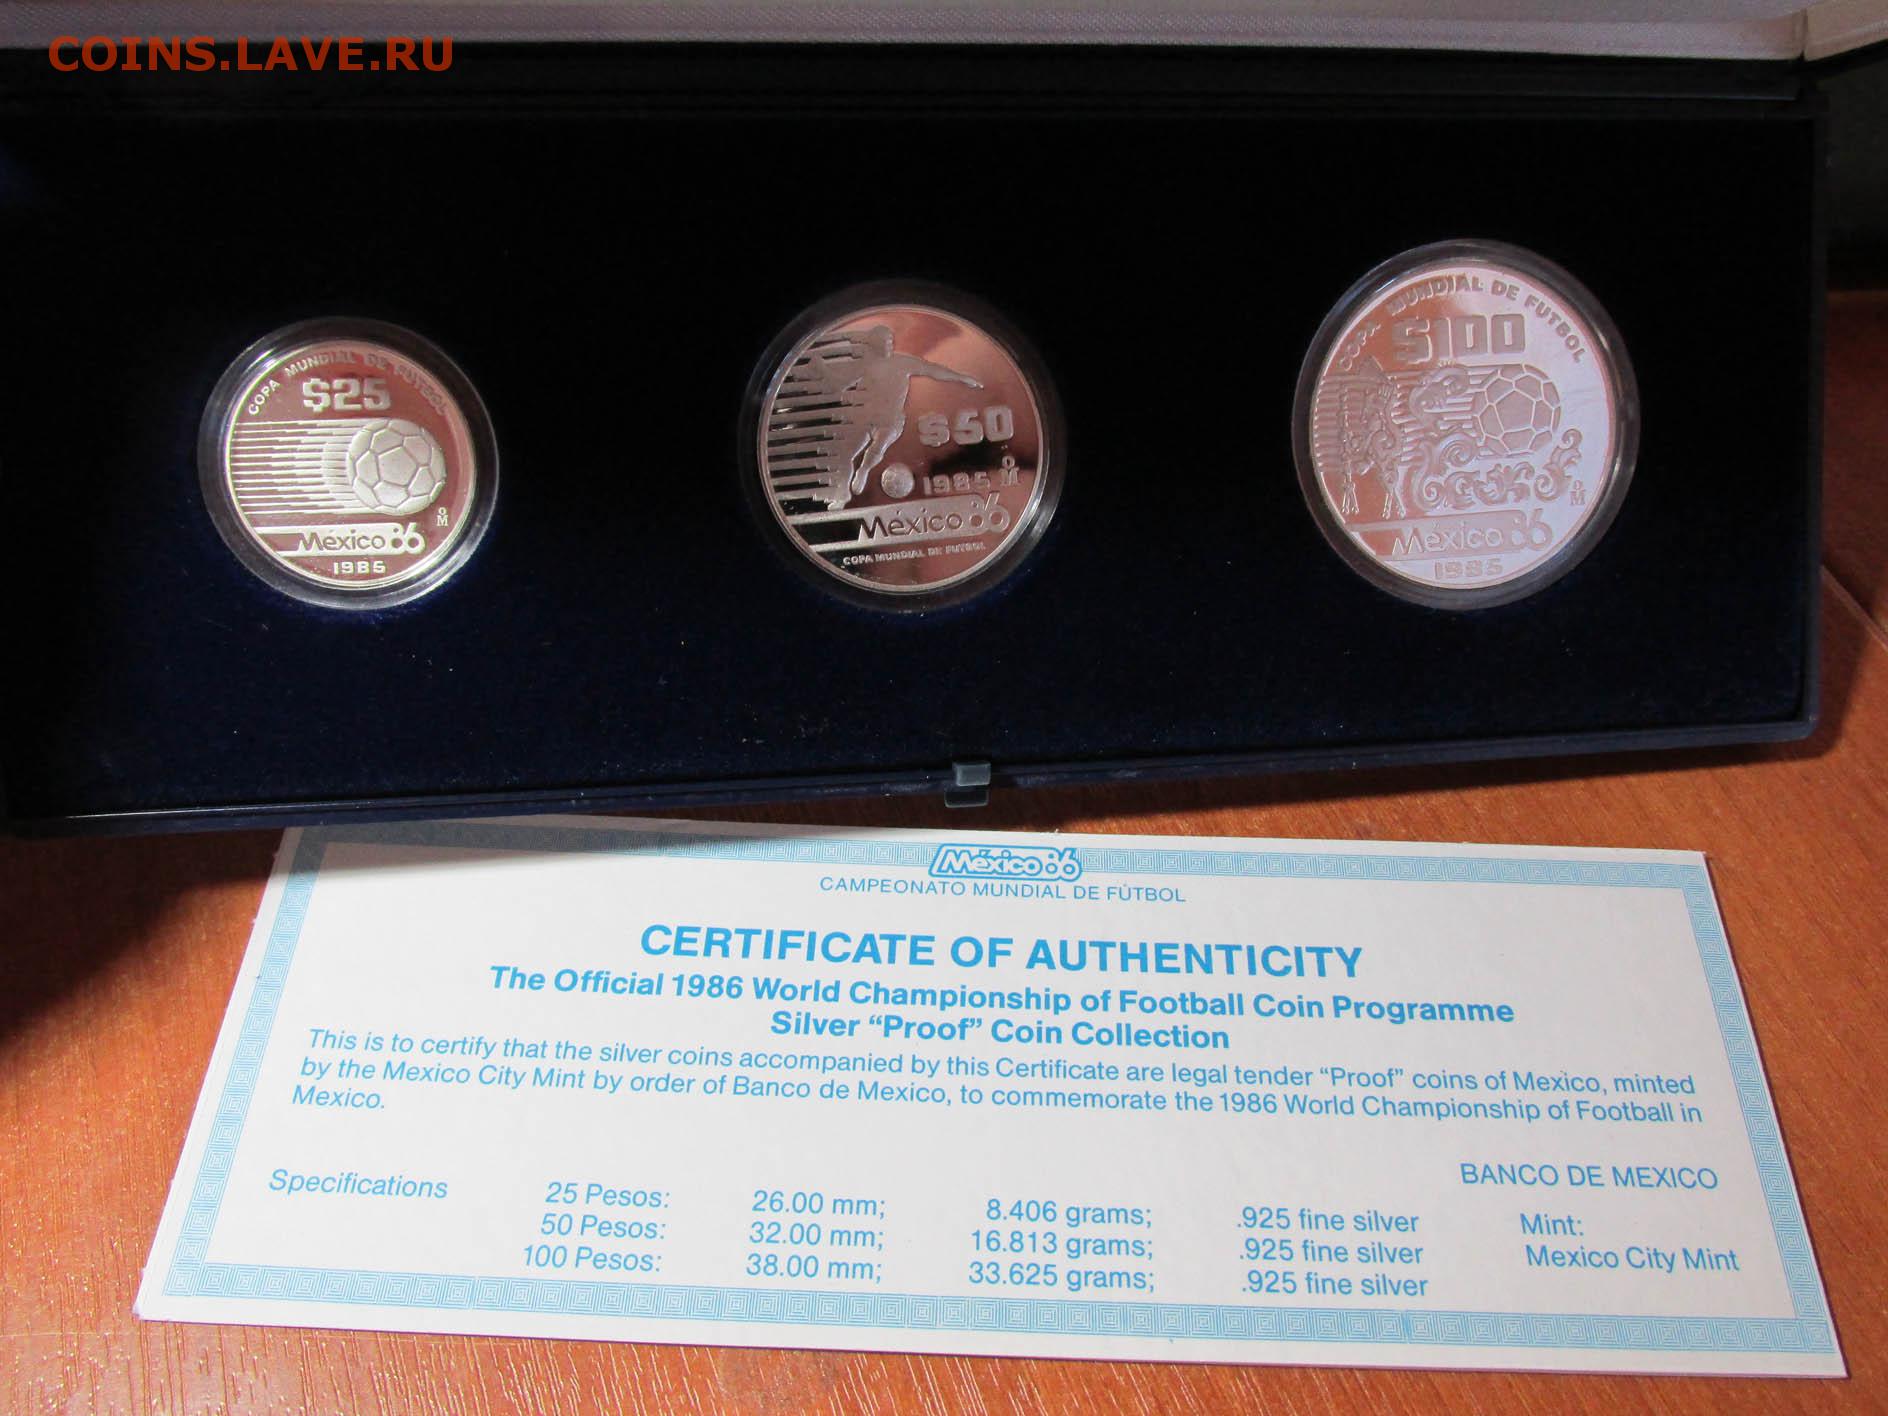 COINS.LAVE.RU
COPA MUNDIAL DE FUTBOL
$25
oM
México 86
1985
$50
1985 oM
México 86
COPA MUNDIAL DE FUTBOL
COPA MUNDIAL DE FUTBOL
$100
oM
México 86
1985
México 86
CAMPEONATO MUNDIAL DE FÚTBOL
CERTIFICATE OF AUTHENTICITY
The Official 1986 World Championship of Football Coin Programme
Silver “Proof” Coin Collection
This is to certify that the silver coins accompanied by this Certificate are legal tender “Proof” coins of Mexico, minted
by the Mexico City Mint by order of Banco de Mexico, to commemorate the 1986 World Championship of Football in
Mexico.
BANCO DE MEXICO
Specifications 25 Pesos: 26.00 mm; 8.406 grams; .925 fine silver Mint:
50 Pesos: 32.00 mm; 16.813 grams; .925 fine silver Mexico City Mint
100 Pesos: 38.00 mm; 33.625 grams; .925 fine silver